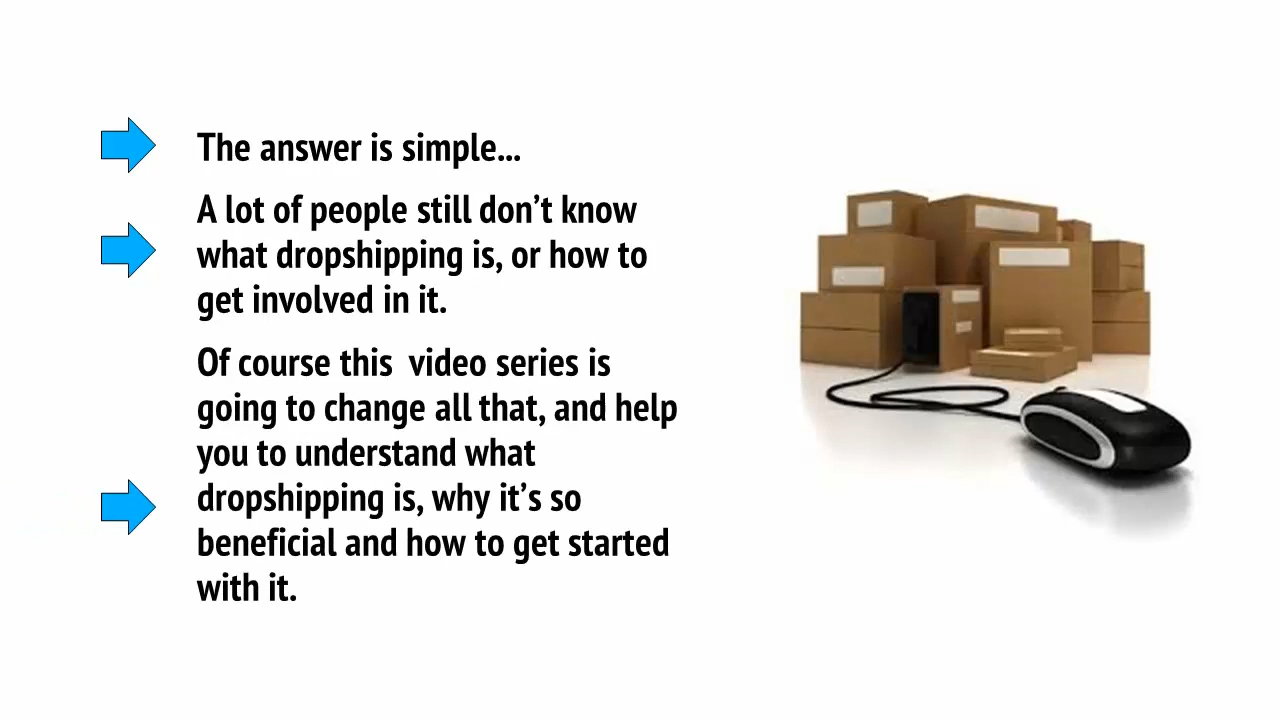 The answer is simple...
A lot of people still don’t know
what dropshipping is, or how to
get involved in it.
Of course this  video series is
going to change all that, and help
you to understand what
dropshipping is, why it’s so
beneficial and how to get started
with it.